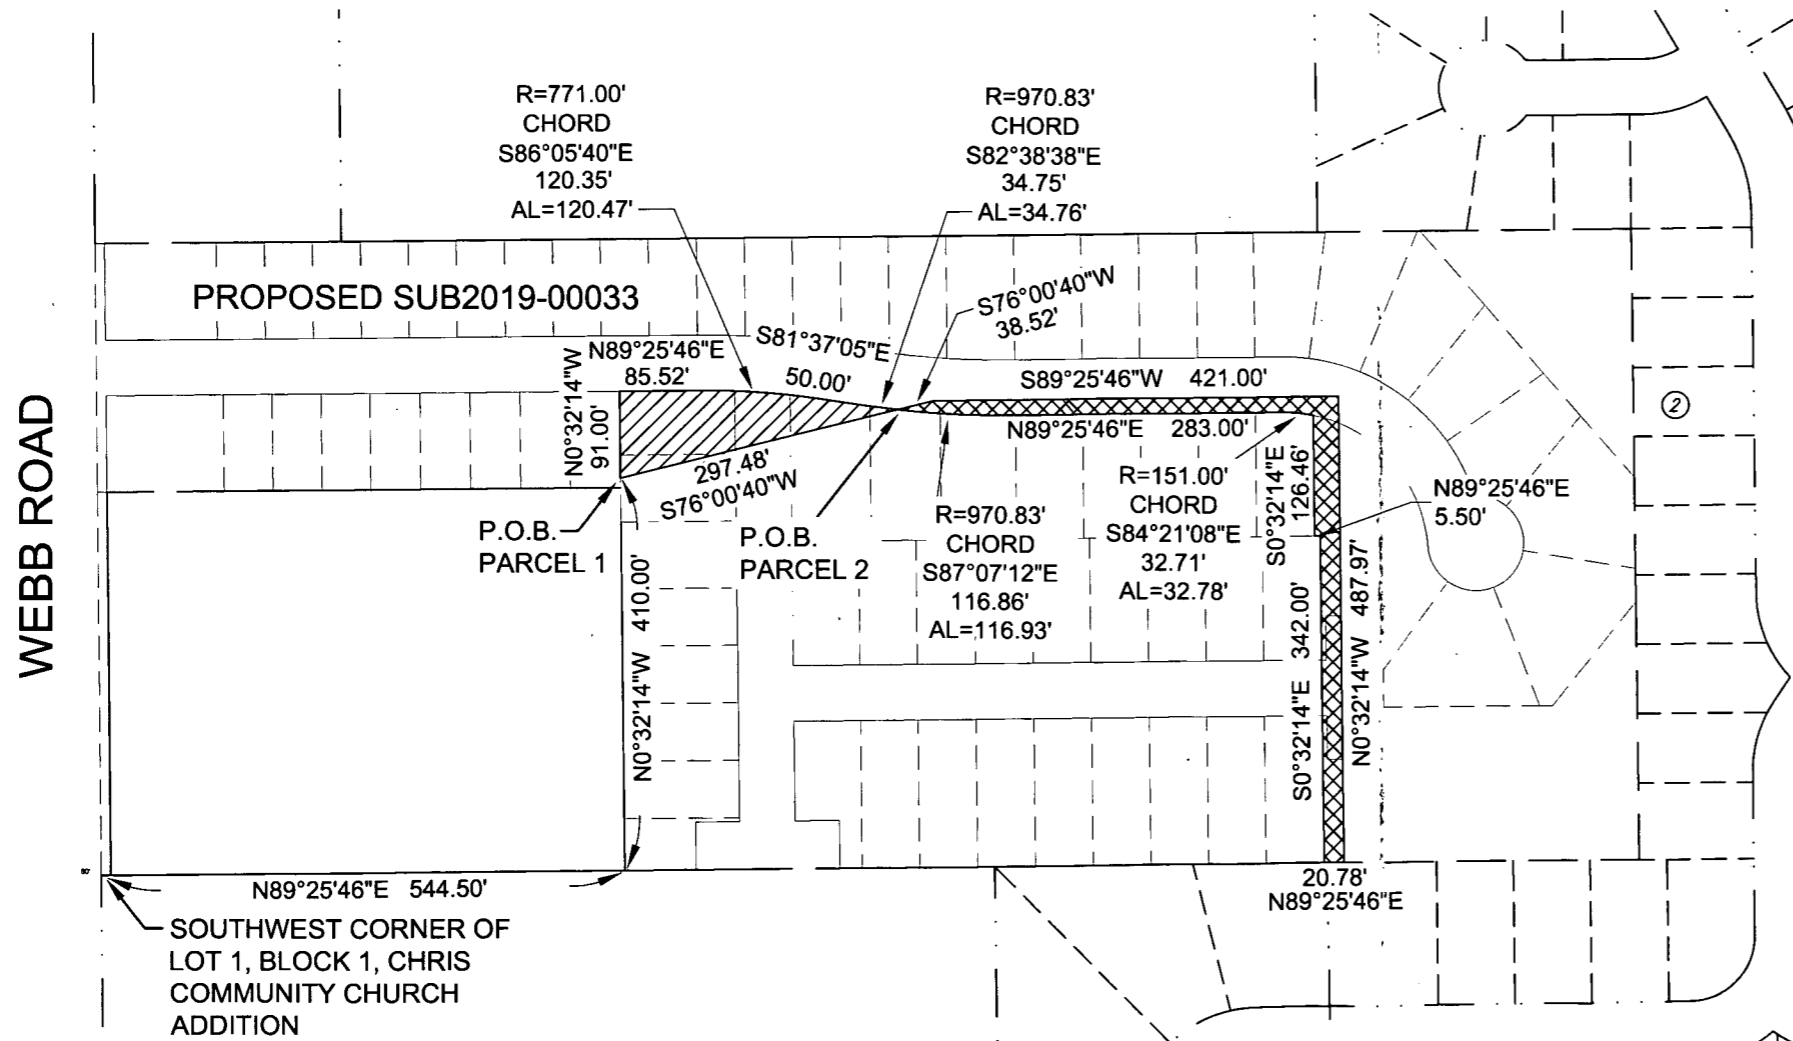 R=771.00'
CHORD
S86°05'40"E
120.35'
AL=120.47'
R=970.83'
CHORD
S82°38'38"E
34.75'
AL=34.76'
PROPOSED SUB2019-00033
S76°00'40"W
38.52'
N89°25'46"E
85.52'
S81°37'05"E
50.00'
S89°25'46"W 421.00'
N0°32'14"W
91.00'
WEBB ROAD
2
N89°25'46"E 283.00'
297.48'
S76°00'40"W
R=151.00'
CHORD
S84°21'08"E
32.71'
AL=32.78'
S0°32'14"E
126.46'
N89°25'46"E
5.50'
P.O.B.
PARCEL 1
P.O.B.
PARCEL 2
R=970.83'
CHORD
S87°07'12"E
116.86'
AL=116.93'
N0°32'14"W 410.00'
S0°32'14"E 342.00'
N0°32'14"W 487.97'
N89°25'46"E 544.50'
20.78'
N89°25'46"E
SOUTHWEST CORNER OF
LOT 1, BLOCK 1, CHRIS
COMMUNITY CHURCH
ADDITION